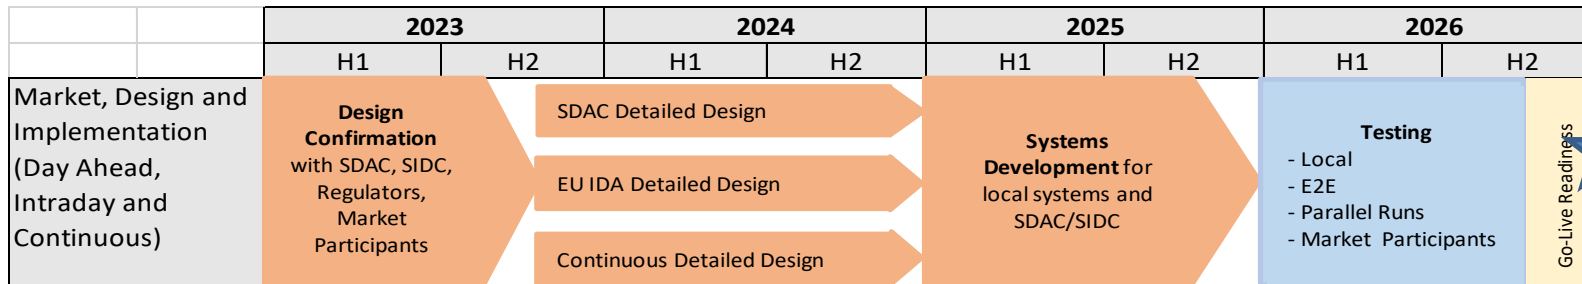 2023 2024 2025 2026
H1 H2 H1 H2 H1 H2 H1 H2
Market, Design and
Implementation
(Day Ahead,
Intraday and
Continuous)
Design
Confirmation
with SDAC, SIDC,
Regulators,
Market
Participants
SDAC Detailed Design
EU IDA Detailed Design
Continuous Detailed Design
Systems
Development for
local systems and
SDAC/SIDC
Testing
- Local
- E2E
- Parallel Runs
- Market Participants
Go-Live Readiness